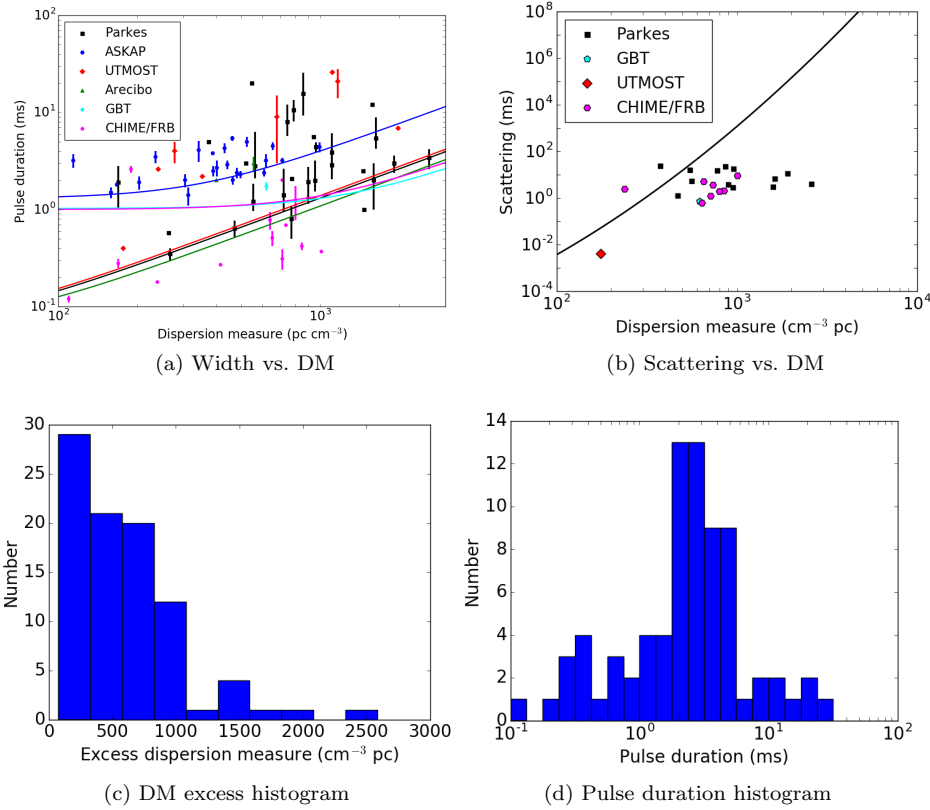 Pulse duration (ms)
10^3
10^2
10^1
10^0
10^-1
Parkes
ASKAP
UTMOST
Arecibo
GBT
CHIME/FRB
10^2
10^3
Dispersion measure (pc cm^-3)
(a) Width vs. DM
Scattering (ms)
10^8
10^6
10^4
10^2
10^0
10^-2
10^-4
Parkes
GBT
UTMOST
CHIME/FRB
10^2
10^3
10^4
Dispersion measure (cm^-3 pc)
(b) Scattering vs. DM
Number
30
25
20
15
10
5
0
0 500 1000 1500 2000 2500 3000
Excess dispersion measure (cm^-3 pc)
(c) DM excess histogram
Number
14
12
10
8
6
4
2
0
10^-1 10^0 10^1 10^2
Pulse duration (ms)
(d) Pulse duration histogram